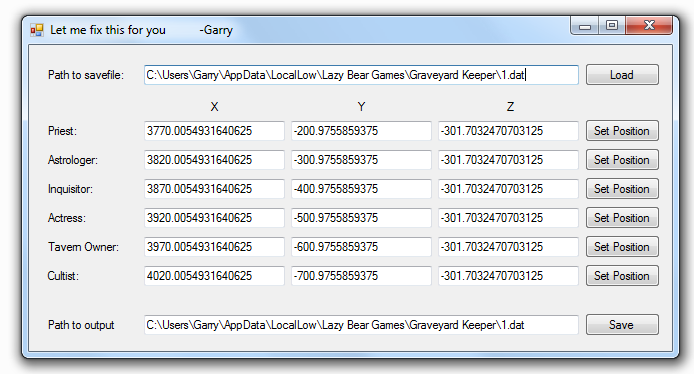 Let me fix this for you -Garry
Path to savefile: C:\Users\Garry\AppData\LocalLow\Lazy Bear Games\Graveyard Keeper\1.dat Load
X Y Z
Priest: 3770.0054931640625 -200.9755859375 -301.7032470703125 Set Position
Astrologer: 3820.0054931640625 -300.9755859375 -301.7032470703125 Set Position
Inquisitor: 3870.0054931640625 -400.9755859375 -301.7032470703125 Set Position
Actress: 3920.0054931640625 -500.9755859375 -301.7032470703125 Set Position
Tavern Owner: 3970.0054931640625 -600.9755859375 -301.7032470703125 Set Position
Cultist: 4020.0054931640625 -700.9755859375 -301.7032470703125 Set Position
Path to output C:\Users\Garry\AppData\LocalLow\Lazy Bear Games\Graveyard Keeper\1.dat Save